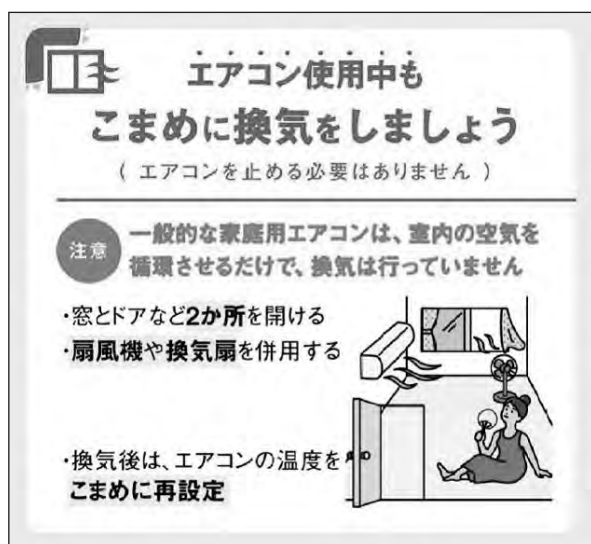 エアコン使用中も
こまめに換気をしましょう
( エアコンを止める必要はありません )
注意
一般的な家庭用エアコンは、室内の空気を
循環させるだけで、換気は行っていません
・窓とドアなど2か所を開ける
・扇風機や換気扇を併用する
・換気後は、エアコンの温度を
こまめに再設定